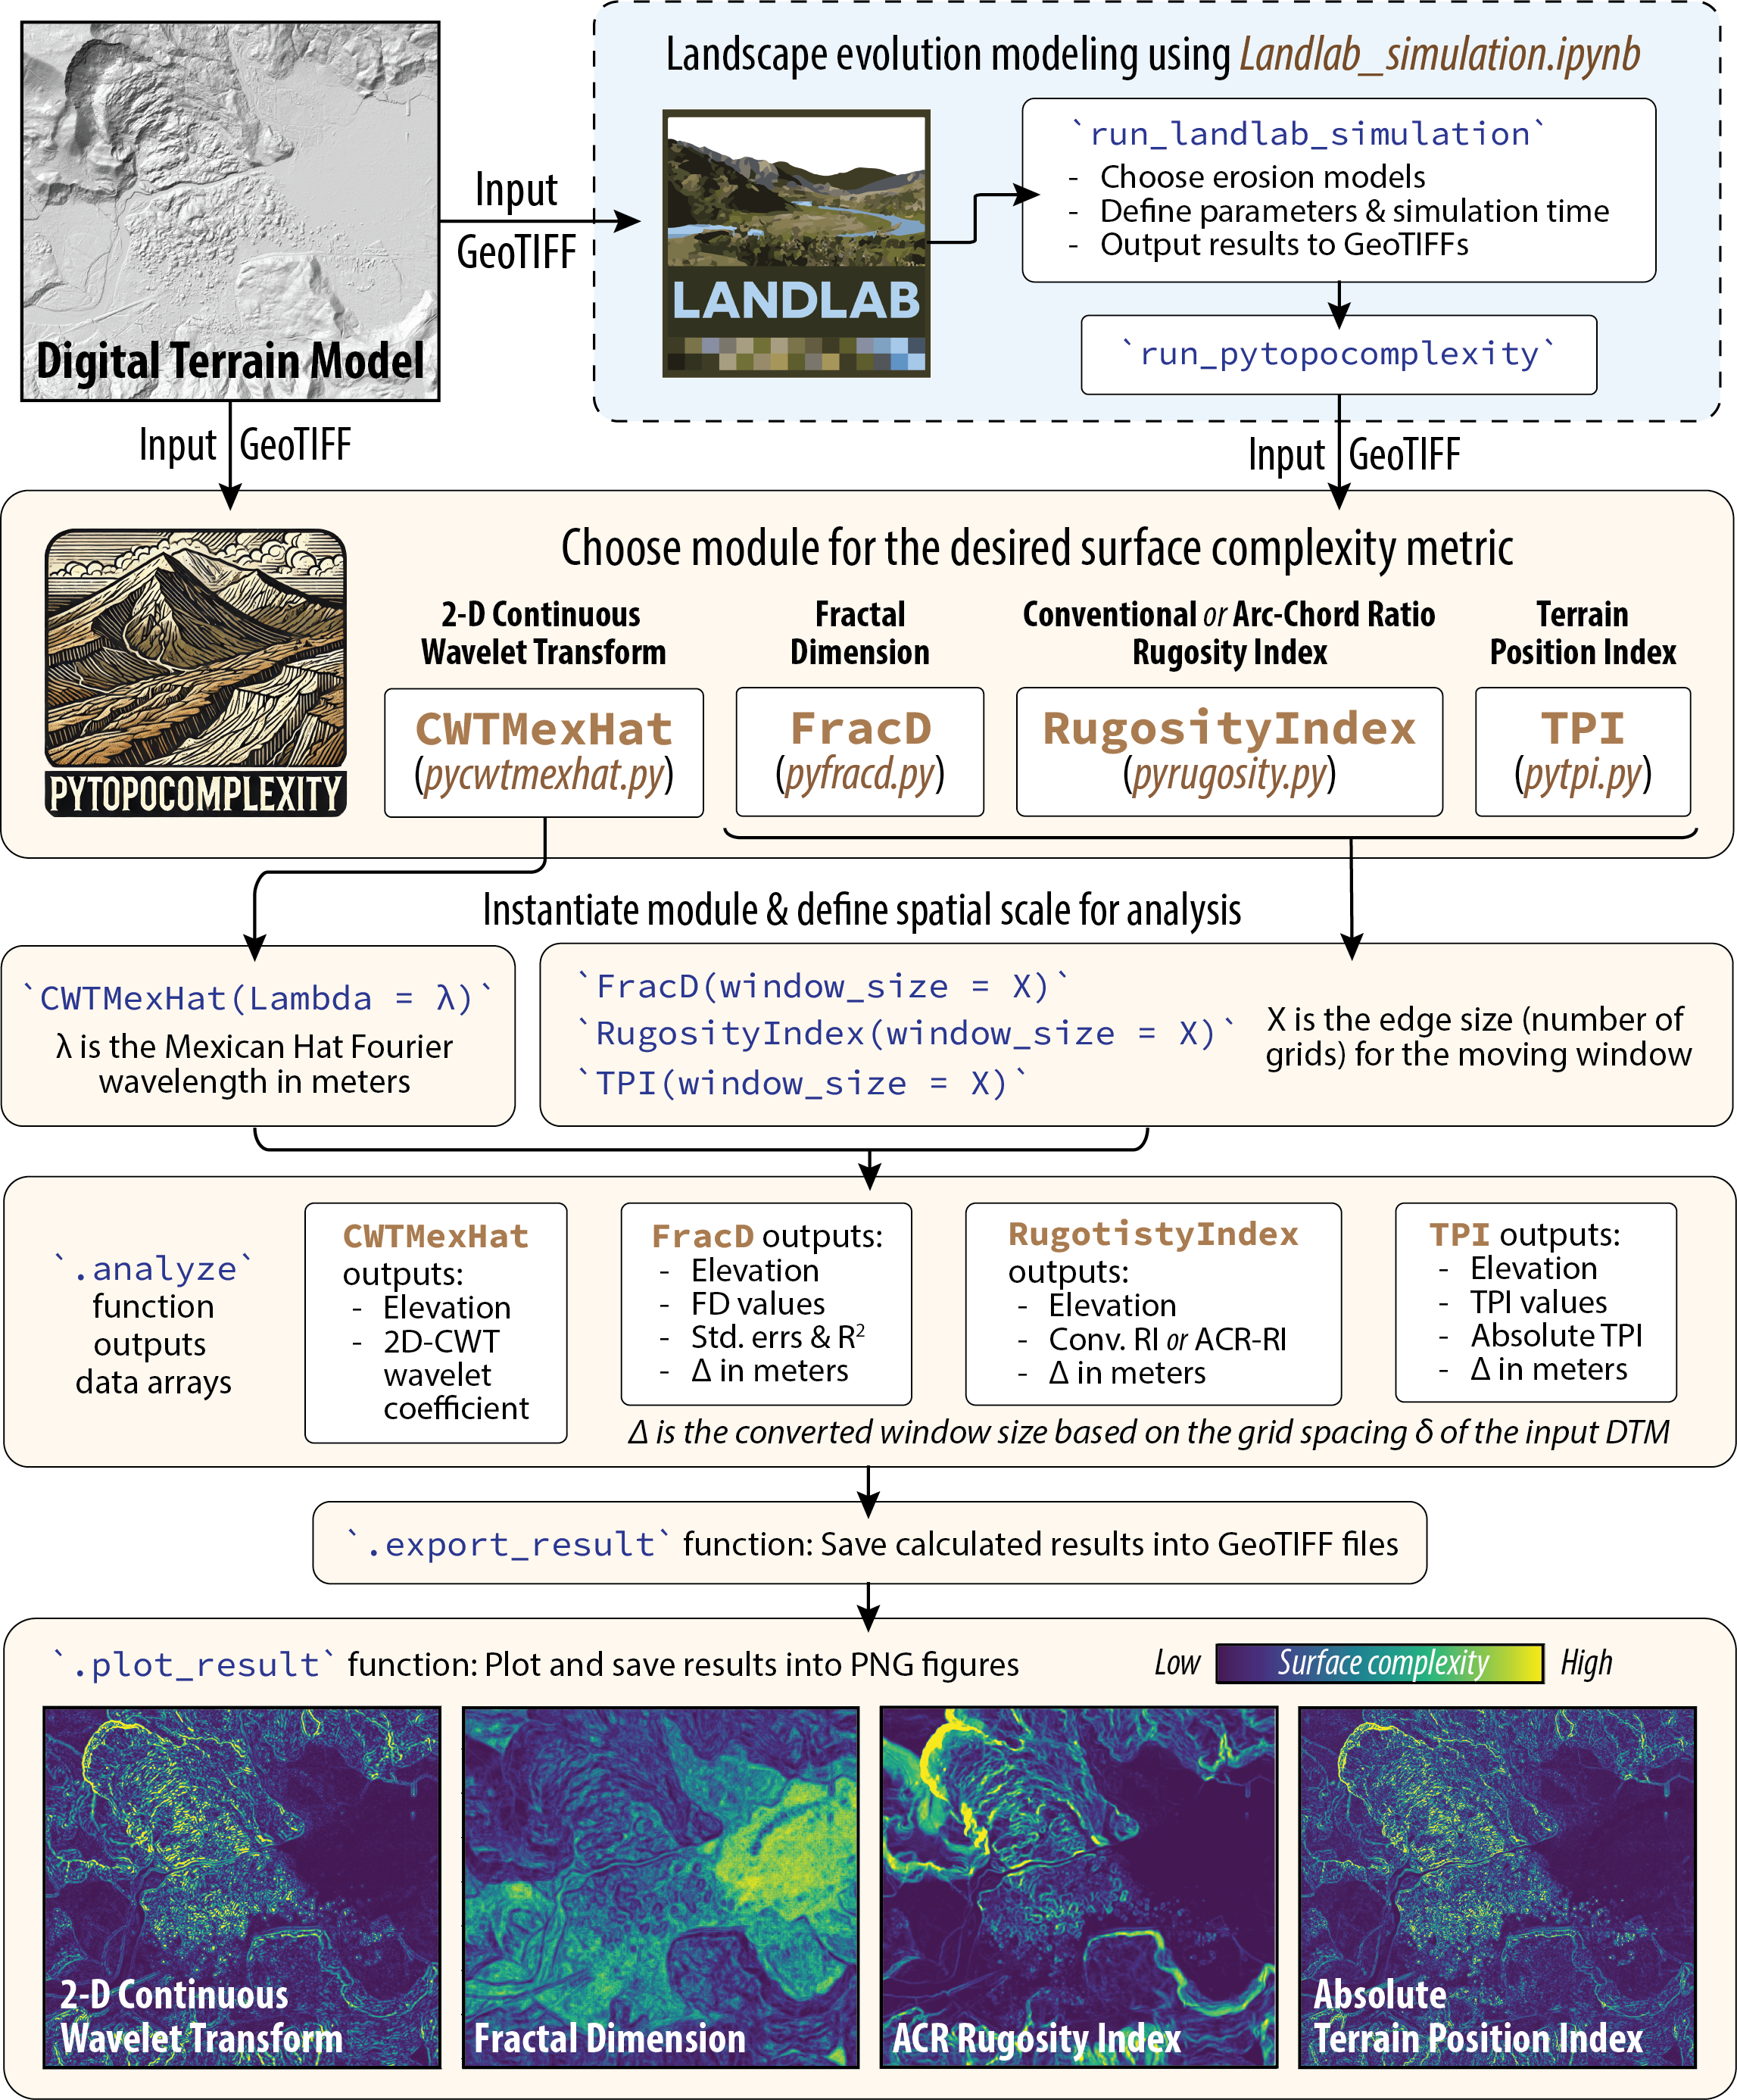 Landscape evolution modeling using Landlab_simulation.ipynb
`run_landlab_simulation`
- Choose erosion models
- Define parameters & simulation time
- Output results to GeoTIFFs
LANDLAB
`run_pytopocomplexity`
Digital Terrain Model
Input
GeoTIFF
Input GeoTIFF
Input GeoTIFF
Choose module for the desired surface complexity metric
PYTOPOCOMPLEXITY
2-D Continuous
Wavelet Transform
CWTMexHat
(pycwtmexhat.py)
Fractal
Dimension
FracD
(pyfracd.py)
Conventional or Arc-Chord Ratio
Rugosity Index
RugosityIndex
(pyrugosity.py)
Terrain
Position Index
TPI
(pytpi.py)
Instantiate module & define spatial scale for analysis
`CWTMexHat(Lambda = λ)`
λ is the Mexican Hat Fourier
wavelength in meters
`FracD(window_size = X)`
`RugosityIndex(window_size = X)`
`TPI(window_size = X)`
X is the edge size (number of
grids) for the moving window
`.analyze`
function
outputs
data arrays
CWTMexHat
outputs:
- Elevation
- 2D-CWT
wavelet
coefficient
FracD outputs:
- Elevation
- FD values
- Std. errs & R²
- Δ in meters
RugotistyIndex
outputs:
- Elevation
- Conv. RI or ACR-RI
- Δ in meters
TPI outputs:
- Elevation
- TPI values
- Absolute TPI
- Δ in meters
Δ is the converted window size based on the grid spacing δ of the input DTM
`.export_result` function: Save calculated results into GeoTIFF files
`.plot_result` function: Plot and save results into PNG figures
Low Surface complexity High
2-D Continuous
Wavelet Transform
Fractal Dimension
ACR Rugosity Index
Absolute
Terrain Position Index